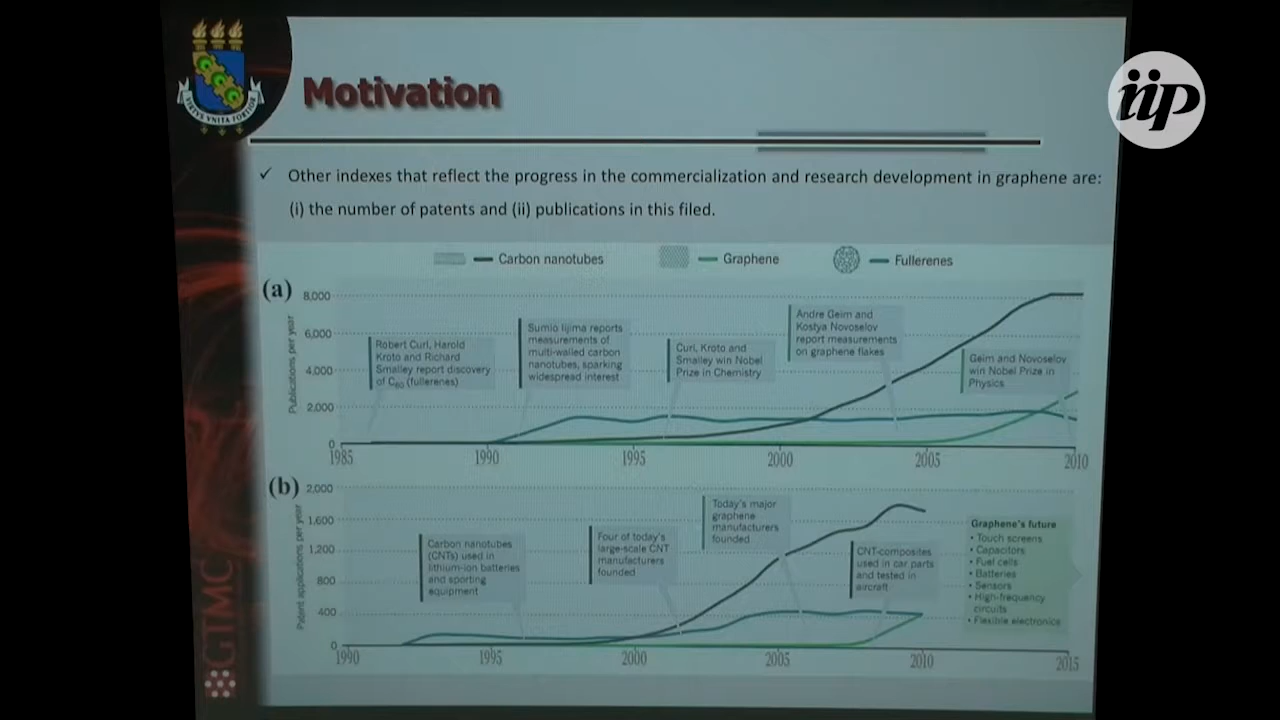 iip
VIRTVS VNITA FORTIOR
Motivation
✓ Other indexes that reflect the progress in the commercialization and research development in graphene are:
(i) the number of patents and (ii) publications in this filed.
Carbon nanotubes
Graphene
Fullerenes
(a)
Publications per year
8,000
6,000
4,000
2,000
0
Robert Curl, Harold
Kroto and Richard
Smalley report discovery
of C60 (fullerenes)
Sumio Iijima reports
measurements of
multi-walled carbon
nanotubes, sparking
widespread interest
Curl, Kroto and
Smalley win Nobel
Prize in Chemistry
Andre Geim and
Kostya Novoselov
report measurements
on graphene flakes
Geim and Novoselov
win Nobel Prize in
Physics
1985
1990
1995
2000
2005
2010
(b)
Patent applications per year
2,000
1,600
1,200
800
400
0
Carbon nanotubes
(CNTs) used in
lithium-ion batteries
and sporting
equipment
Four of today's
large-scale CNT
manufacturers
founded
Today's major
graphene
manufacturers
founded
CNT-composites
used in car parts
and tested in
aircraft
Graphene's future
• Touch screens
• Capacitors
• Fuel cells
• Batteries
• Sensors
• High-frequency
circuits
• Flexible electronics
1990
1995
2000
2005
2010
2015
GTMC